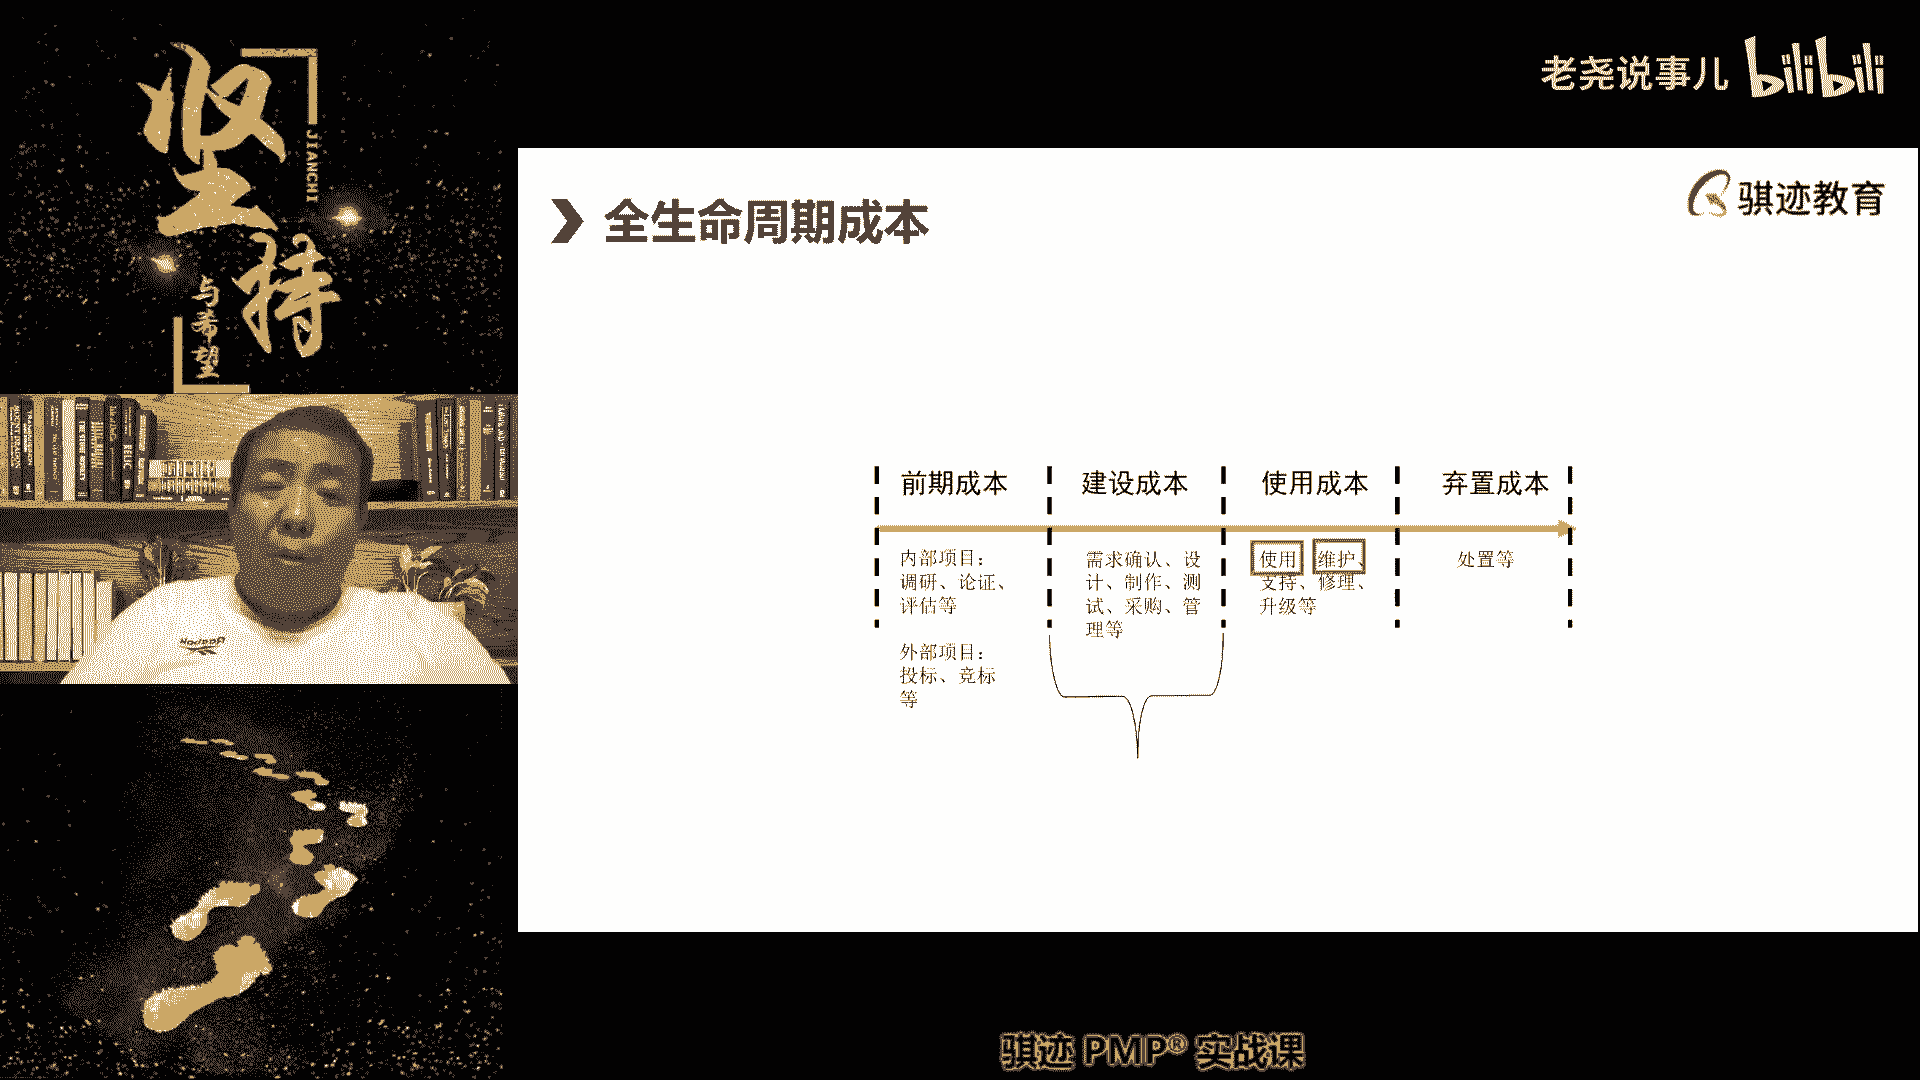 坚持
JIANCHI
与希望
老尧说事儿 bilibili
骐迹教育
全生命周期成本
前期成本
内部项目：
调研、论证、
评估等
外部项目：
投标、竞标
等
建设成本
需求确认、设
计、制作、测
试、采购、管
理等
使用成本
使用、维护、
支持、修理、
升级等
弃置成本
处置等
Reebok
骐迹 PMP® 实战课